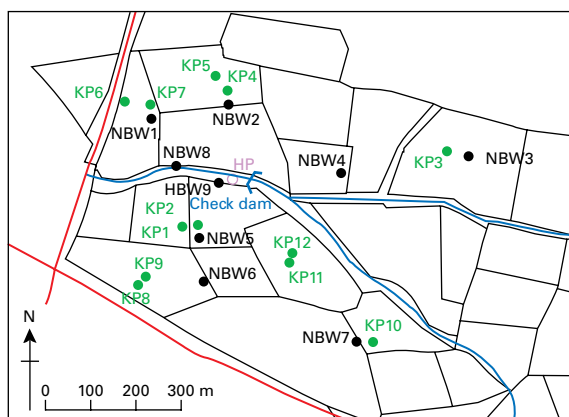 KP5
KP4
KP6
KP7
NBW1
NBW2
NBW8
HP
NBW4
KP3
NBW3
HBW9
Check dam
KP2
KP1
NBW5
KP12
KP11
KP9
KP8
NBW6
NBW7
KP10
N
0 100 200 300 m